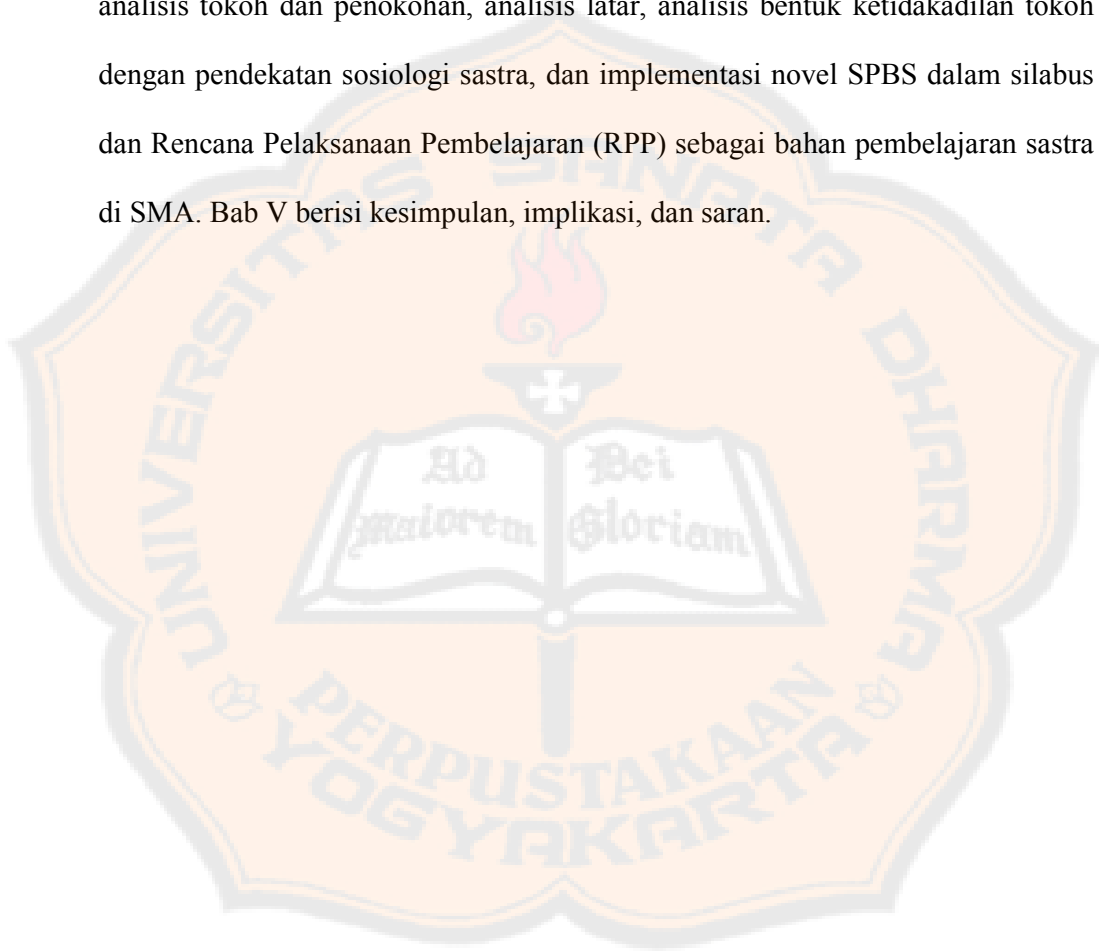 analisis tokoh dan penokohan, analisis latar, analisis bentuk ketidakadilan tokoh
dengan pendekatan sosiologi sastra, dan implementasi novel SPBS dalam silabus
dan Rencana Pelaksanaan Pembelajaran (RPP) sebagai bahan pembelajaran sastra
di SMA. Bab V berisi kesimpulan, implikasi, dan saran.
UNIVERSITAS SANATA DHARMA
Ad Dei
Maiorem Gloriam
PERPUSTAKAAN
YOGYAKARTA